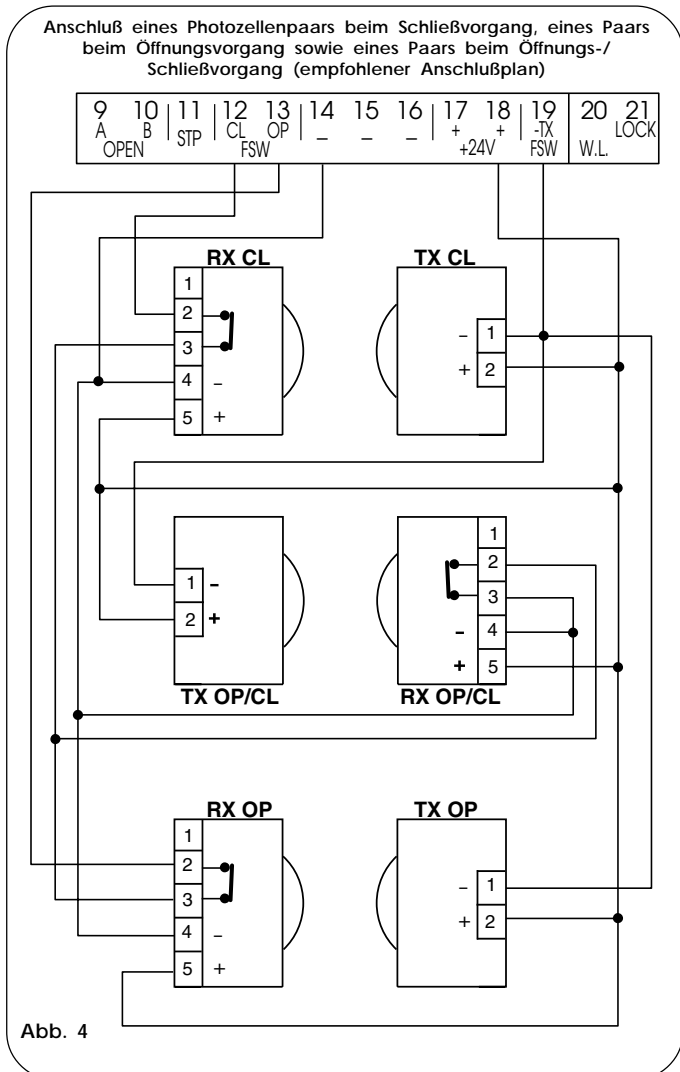 Anschluß eines Photozellenpaars beim Schließvorgang, eines Paars
beim Öffnungsvorgang sowie eines Paars beim Öffnungs-/
Schließvorgang (empfohlener Anschlußplan)
9 10 11 12 13 14 15 16 17 18 19 20 21
A B STP CL OP _ _ _ + + -TX LOCK
OPEN FSW +24V FSW W.L.
RX CL TX CL
1
2
3
4 -
5 +
- 1
+ 2
1 -
2 +
1
2
3
- 4
+ 5
TX OP/CL RX OP/CL
RX OP TX OP
1
2
3
4 -
5 +
- 1
+ 2
Abb. 4